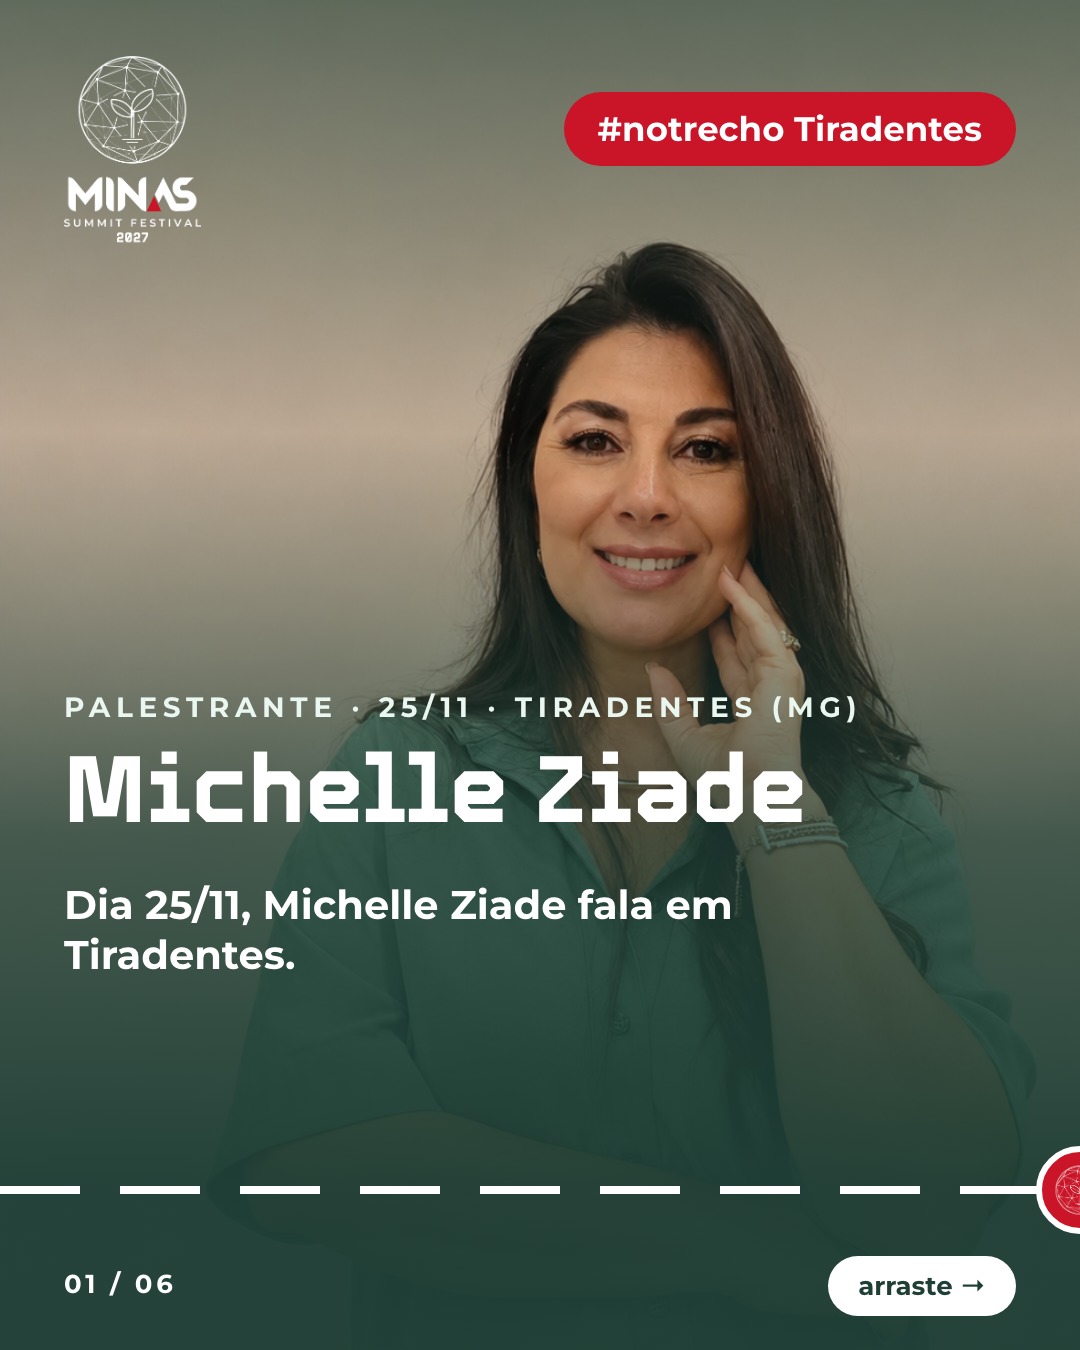 MINAS
SUMMIT FESTIVAL
2027
#notrecho Tiradentes
PALESTRANTE · 25/11 · TIRADENTES (MG)
Michelle Ziade
Dia 25/11, Michelle Ziade fala em
Tiradentes.
01 / 06
arraste →